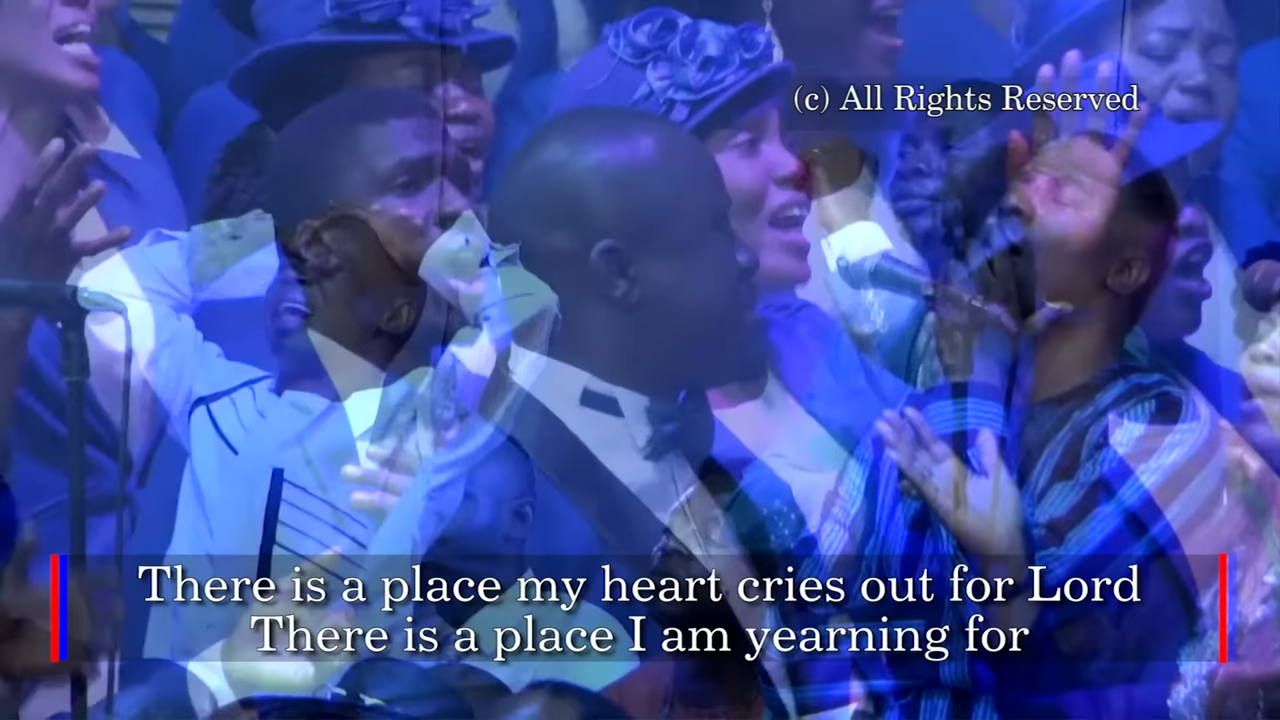 (c) All Rights Reserved
There is a place my heart cries out for Lord
There is a place I am yearning for